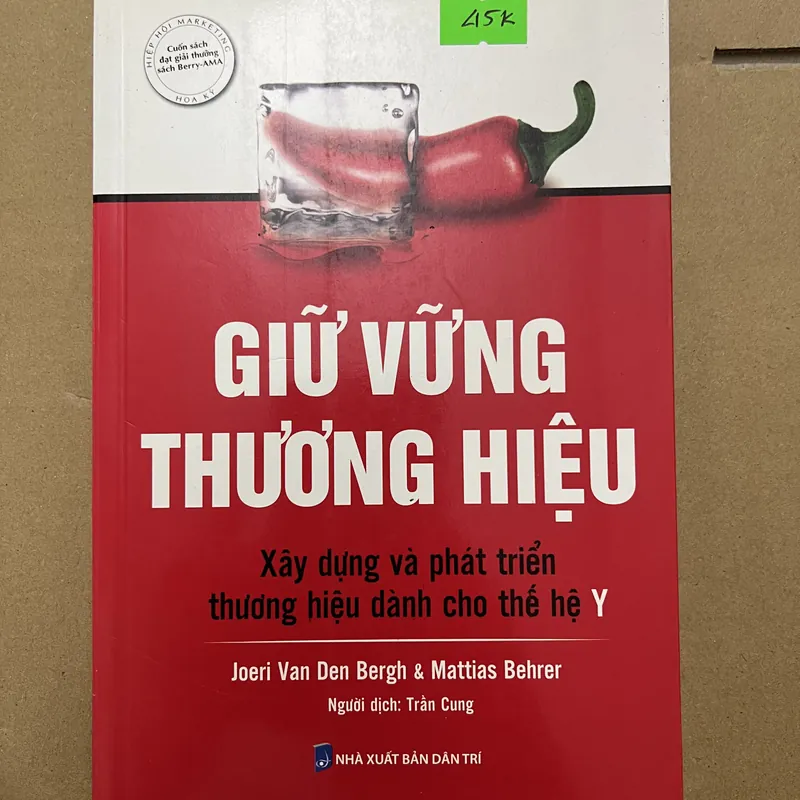 45K
HIỆP HỘI MARKETING
Cuốn sách
đạt giải thưởng
sách Berry-AMA
HOA KỲ
GIỮ VỮNG
THƯƠNG HIỆU
Xây dựng và phát triển
thương hiệu dành cho thế hệ Y
Joeri Van Den Bergh & Mattias Behrer
Người dịch: Trần Cung
NHÀ XUẤT BẢN DÂN TRÍ